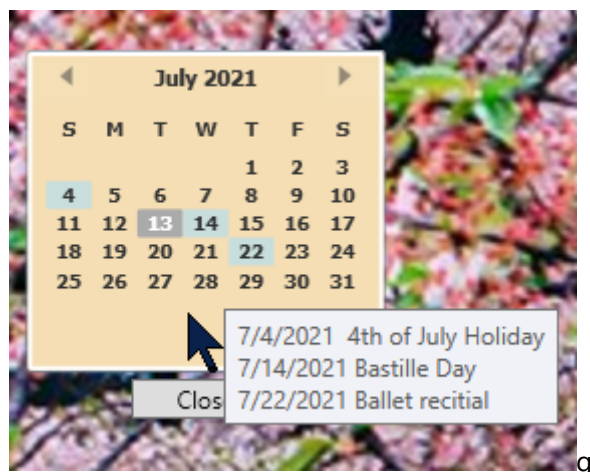 July 2021
S M T W T F S
1 2 3
4 5 6 7 8 9 10
11 12 13 14 15 16 17
18 19 20 21 22 23 24
25 26 27 28 29 30 31
7/4/2021 4th of July Holiday
7/14/2021 Bastille Day
7/22/2021 Ballet recitial
Clos
g